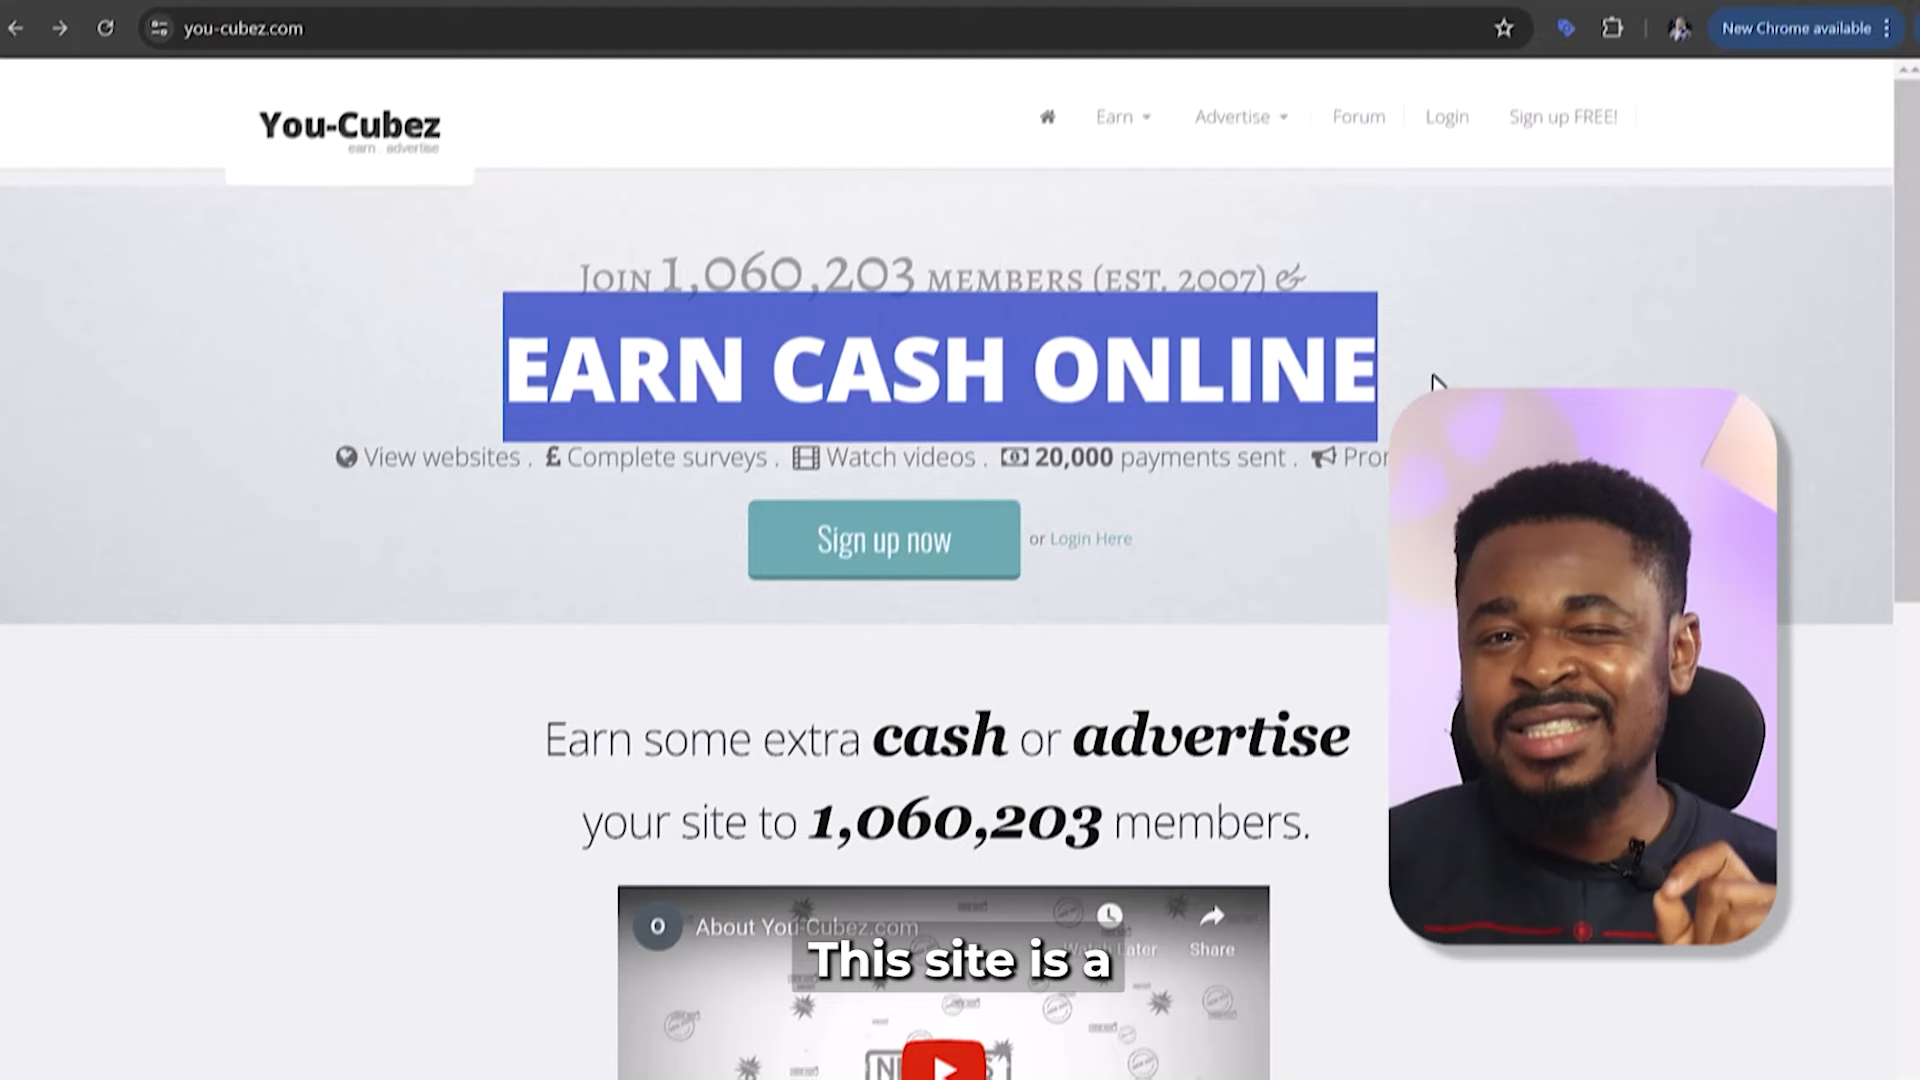 you-cubez.com
New Chrome available
You-Cubez
earn . advertise
Earn
Advertise
Forum
Login
Sign up FREE!
JOIN 1,060,203 MEMBERS (EST. 2007) &
EARN CASH ONLINE
View websites . £ Complete surveys . Watch videos . 20,000 payments sent .
Sign up now
or Login Here
Earn some extra cash or advertise
your site to 1,060,203 members.
O
About You-Cubez.com
Watch Later
Share
This site is a